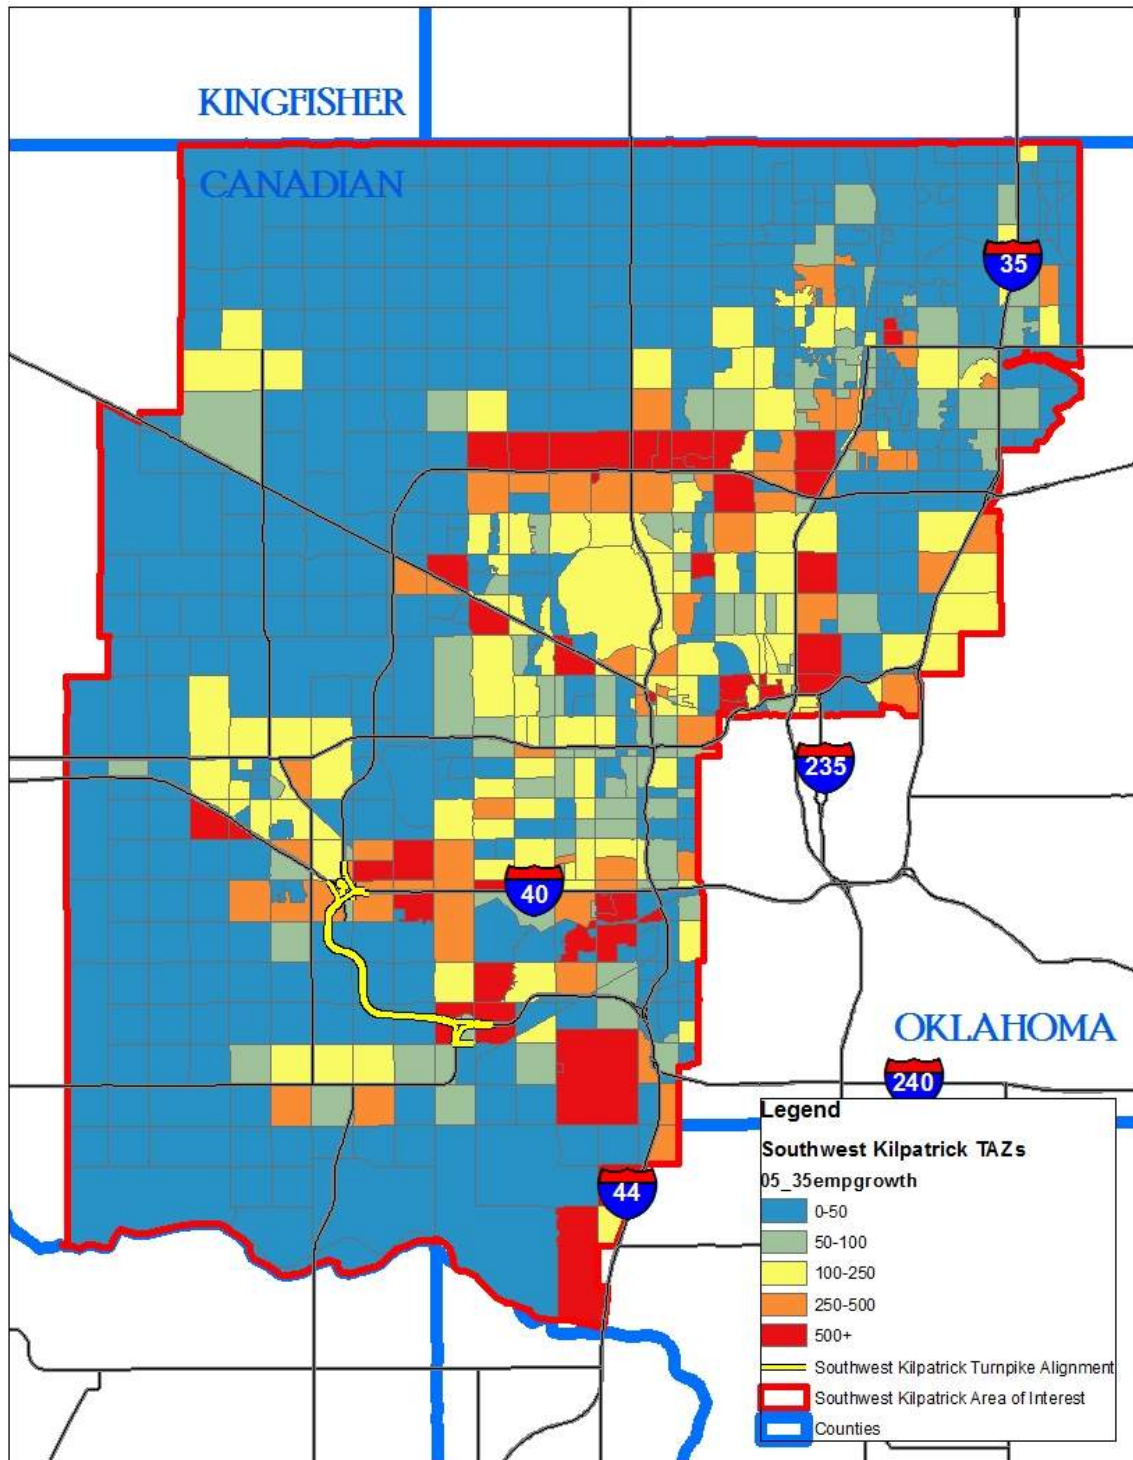 KINGFISHER
CANADIAN
35
235
40
OKLAHOMA
240
44
Legend
Southwest Kilpatrick TAZs
05_35empgrowth
0-50
50-100
100-250
250-500
500+
Southwest Kilpatrick Turnpike Alignment
Southwest Kilpatrick Area of Interest
Counties